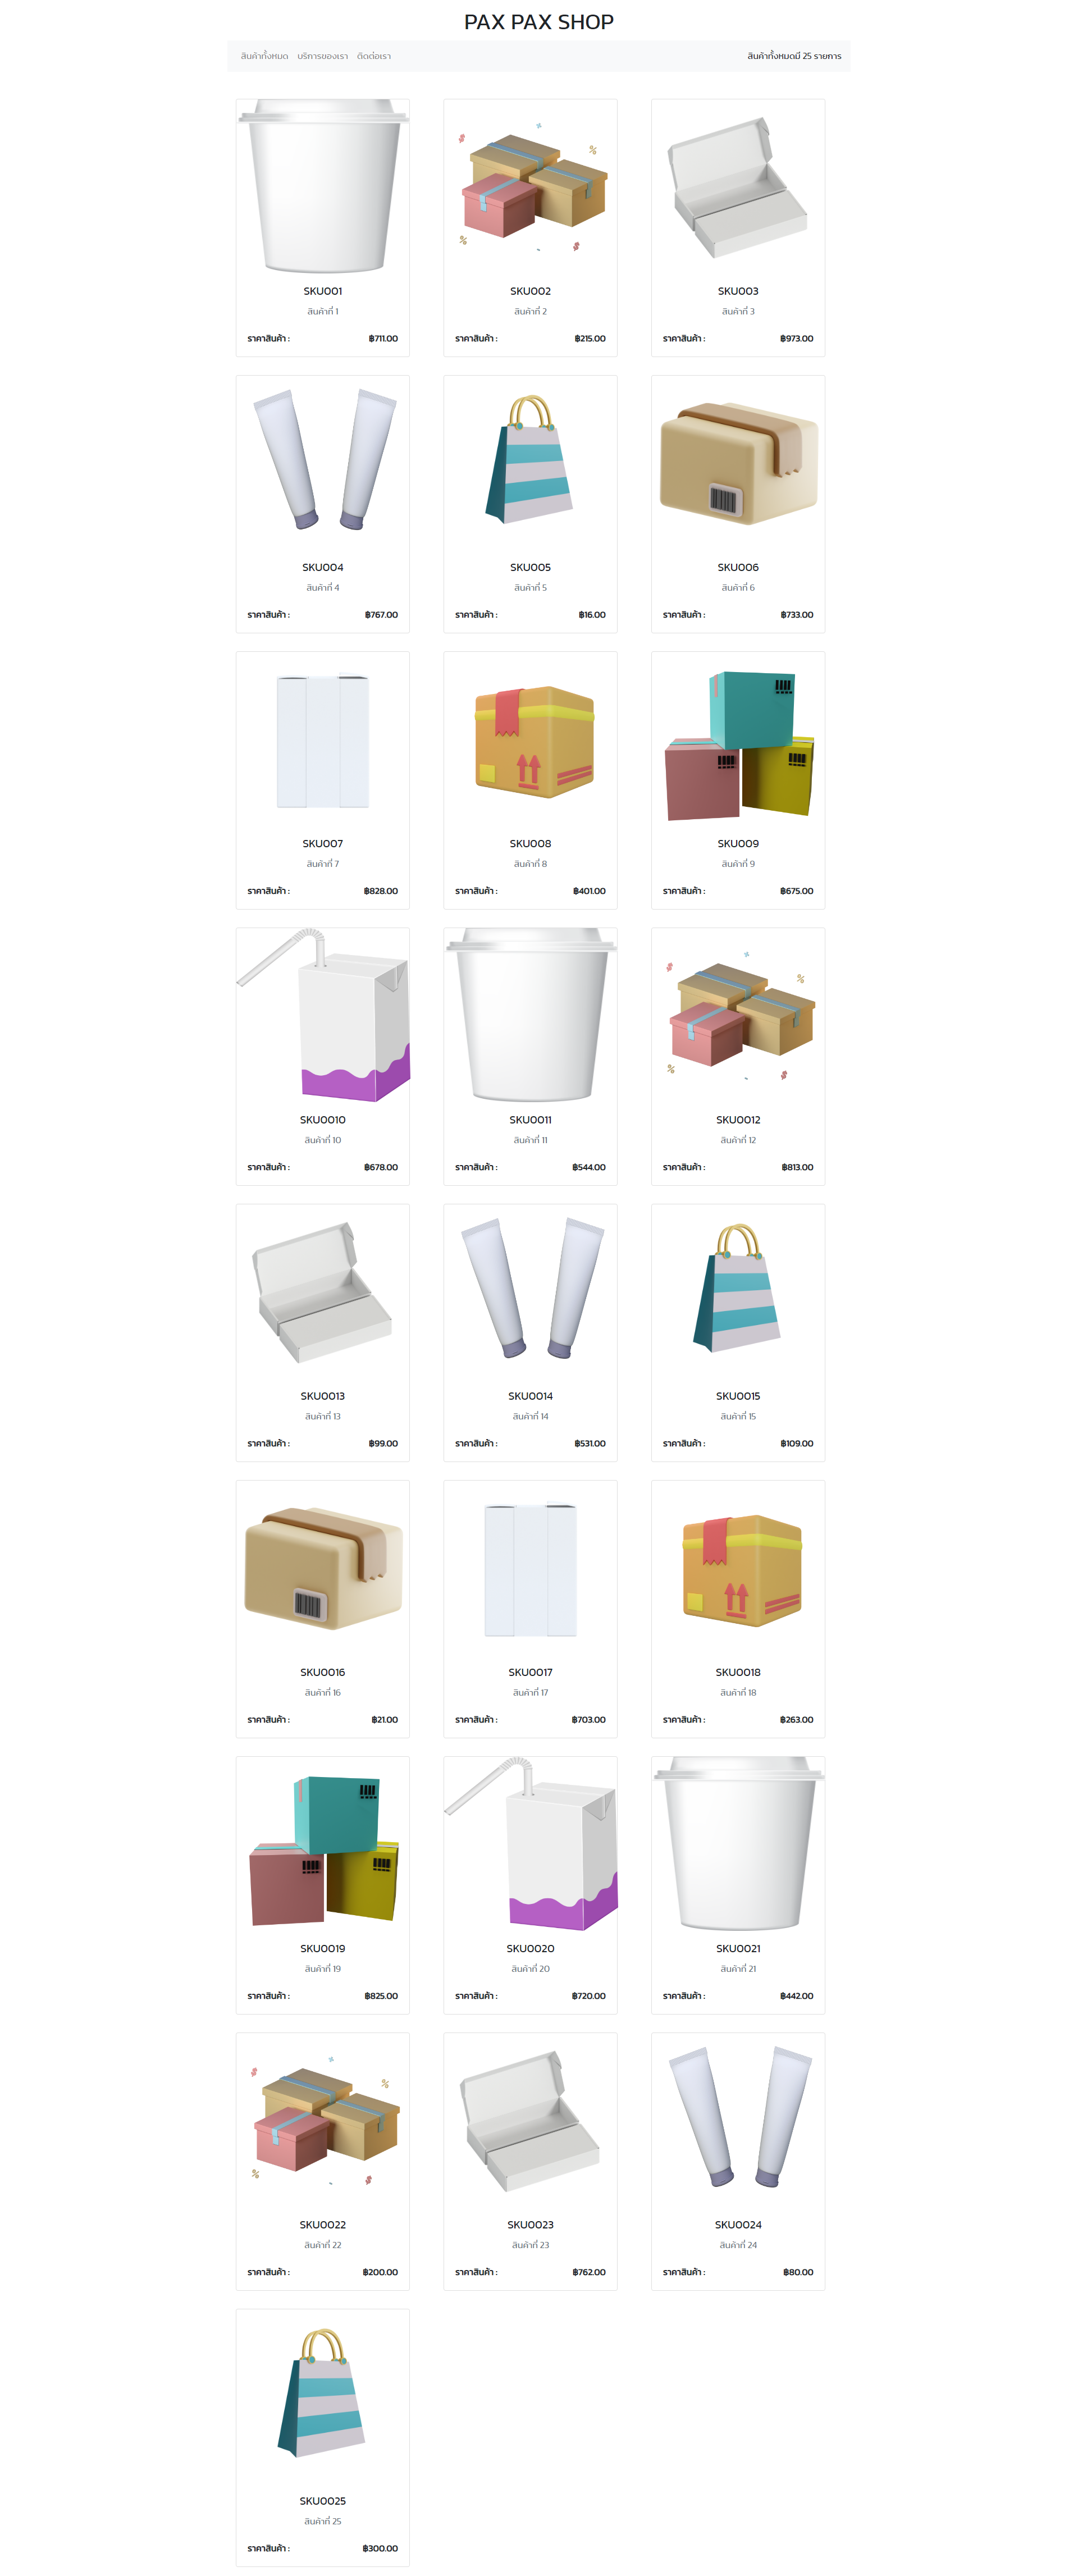 PAX PAX SHOP
สินค้าทั้งหมด บริการของเรา ติดต่อเรา สินค้าทั้งหมดมี 25 รายการ
SKU001 SKU002 SKU003
สินค้าที่ 1 สินค้าที่ 2 สินค้าที่ 3
ราคาสินค้า : ฿711.00 ราคาสินค้า : ฿215.00 ราคาสินค้า : ฿973.00
SKU004 SKU005 SKU006
สินค้าที่ 4 สินค้าที่ 5 สินค้าที่ 6
ราคาสินค้า : ฿767.00 ราคาสินค้า : ฿16.00 ราคาสินค้า : ฿733.00
SKU007 SKU008 SKU009
สินค้าที่ 7 สินค้าที่ 8 สินค้าที่ 9
ราคาสินค้า : ฿828.00 ราคาสินค้า : ฿401.00 ราคาสินค้า : ฿675.00
SKU0010 SKU0011 SKU0012
สินค้าที่ 10 สินค้าที่ 11 สินค้าที่ 12
ราคาสินค้า : ฿678.00 ราคาสินค้า : ฿544.00 ราคาสินค้า : ฿813.00
SKU0013 SKU0014 SKU0015
สินค้าที่ 13 สินค้าที่ 14 สินค้าที่ 15
ราคาสินค้า : ฿99.00 ราคาสินค้า : ฿531.00 ราคาสินค้า : ฿109.00
SKU0016 SKU0017 SKU0018
สินค้าที่ 16 สินค้าที่ 17 สินค้าที่ 18
ราคาสินค้า : ฿21.00 ราคาสินค้า : ฿703.00 ราคาสินค้า : ฿263.00
SKU0019 SKU0020 SKU0021
สินค้าที่ 19 สินค้าที่ 20 สินค้าที่ 21
ราคาสินค้า : ฿825.00 ราคาสินค้า : ฿720.00 ราคาสินค้า : ฿442.00
SKU0022 SKU0023 SKU0024
สินค้าที่ 22 สินค้าที่ 23 สินค้าที่ 24
ราคาสินค้า : ฿200.00 ราคาสินค้า : ฿762.00 ราคาสินค้า : ฿80.00
SKU0025
สินค้าที่ 25
ราคาสินค้า : ฿300.00